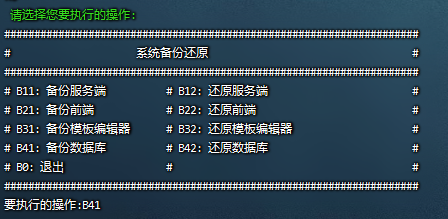 请选择您要执行的操作:
##########################################################
# 系统备份还原 #
##########################################################
# B11: 备份服务端 # B12: 还原服务端 #
# B21: 备份前端 # B22: 还原前端 #
# B31: 备份模板编辑器 # B32: 还原模板编辑器 #
# B41: 备份数据库 # B42: 还原数据库 #
# B0: 退出 # #
##########################################################
要执行的操作:B41